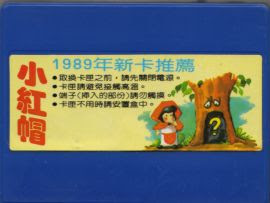 小紅帽
1989年新卡推薦
●取換卡匣之前，請先關閉電源。
●卡匣請避免接觸高溫。
●端子（挿入的部份）請勿觸摸。
●卡匣不用時請安置盒中。
?